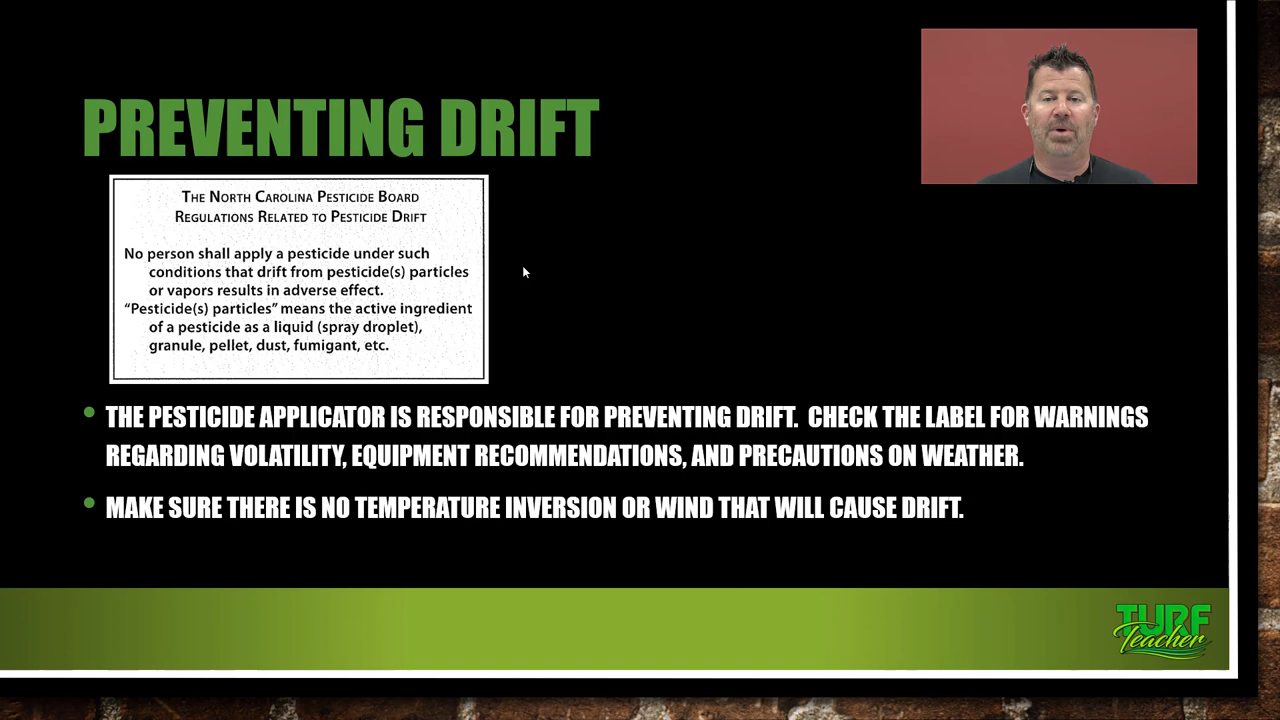 PREVENTING DRIFT
THE NORTH CAROLINA PESTICIDE BOARD
REGULATIONS RELATED TO PESTICIDE DRIFT
No person shall apply a pesticide under such
conditions that drift from pesticide(s) particles
or vapors results in adverse effect.
“Pesticide(s) particles” means the active ingredient
of a pesticide as a liquid (spray droplet),
granule, pellet, dust, fumigant, etc.
• THE PESTICIDE APPLICATOR IS RESPONSIBLE FOR PREVENTING DRIFT. CHECK THE LABEL FOR WARNINGS
REGARDING VOLATILITY, EQUIPMENT RECOMMENDATIONS, AND PRECAUTIONS ON WEATHER.
• MAKE SURE THERE IS NO TEMPERATURE INVERSION OR WIND THAT WILL CAUSE DRIFT.
TURF
Teacher